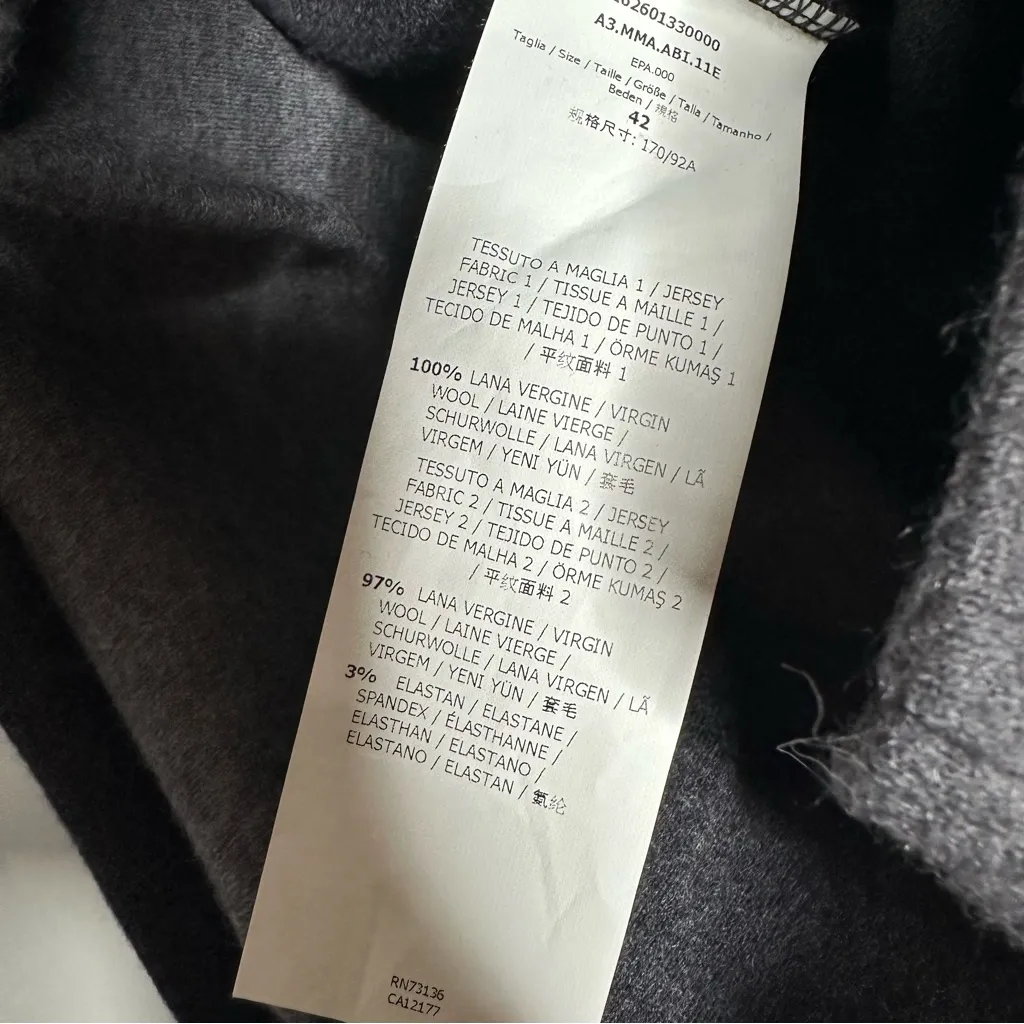 62601330000
A3.MMA.ABI.11E
EPA.000
Taglia / Size / Taille / Größe / Talla / Tamanho /
Beden / 规格
42
规格尺寸: 170/92A
TESSUTO A MAGLIA 1 / JERSEY
FABRIC 1 / TISSUE A MAILLE 1 /
JERSEY 1 / TEJIDO DE PUNTO 1 /
TECIDO DE MALHA 1 / ÖRME KUMAŞ 1
/ 平纹面料 1
100% LANA VERGINE / VIRGIN
WOOL / LAINE VIERGE /
SCHURWOLLE / LANA VIRGEN / LÃ
VIRGEM / YENI YÜN / 羊毛
TESSUTO A MAGLIA 2 / JERSEY
FABRIC 2 / TISSUE A MAILLE 2 /
JERSEY 2 / TEJIDO DE PUNTO 2 /
TECIDO DE MALHA 2 / ÖRME KUMAŞ 2
/ 平纹面料 2
97% LANA VERGINE / VIRGIN
WOOL / LAINE VIERGE /
SCHURWOLLE / LANA VIRGEN / LÃ
VIRGEM / YENI YÜN / 羊毛
3% ELASTAN / ELASTANE /
SPANDEX / ÉLASTHANNE /
ELASTHAN / ELASTANO /
ELASTANO / ELASTAN / 氨纶
RN73136
CA12177